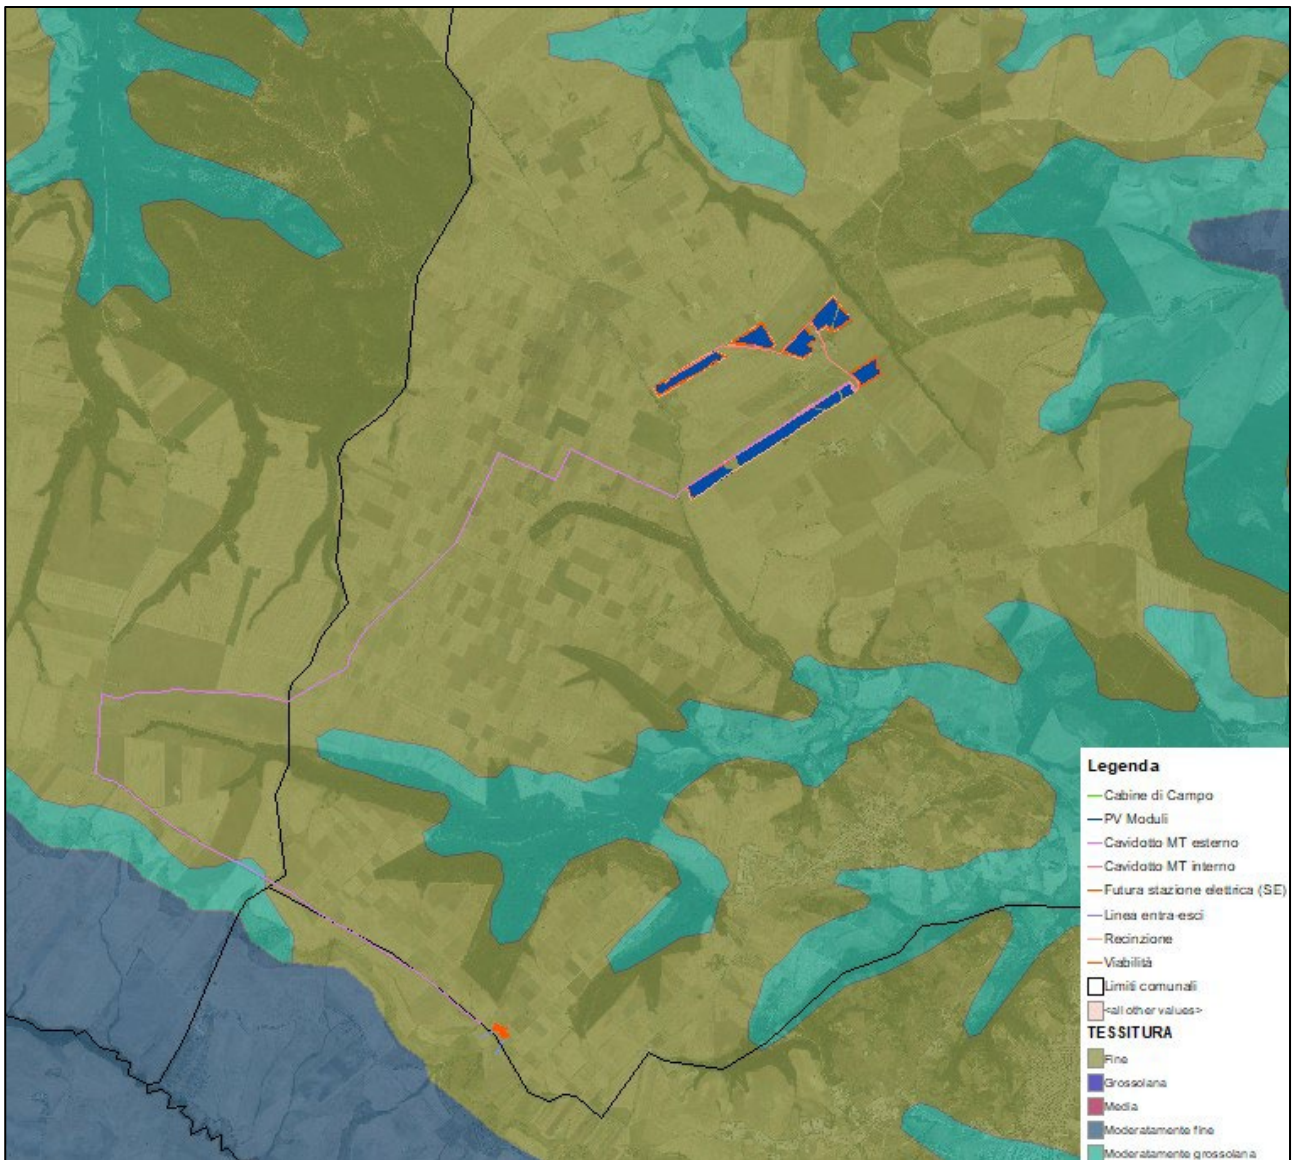 Legenda
Cabine di Campo
PV Moduli
Cavidotto MT esterno
Cavidotto MT interno
Futura stazione elettrica (SE)
Linea entra-esci
Recinzione
Viabilità
Limiti comunali
<all other values>
TESSITURA
Fine
Grossolana
Media
Moderatamente fine
Moderatamente grossolana